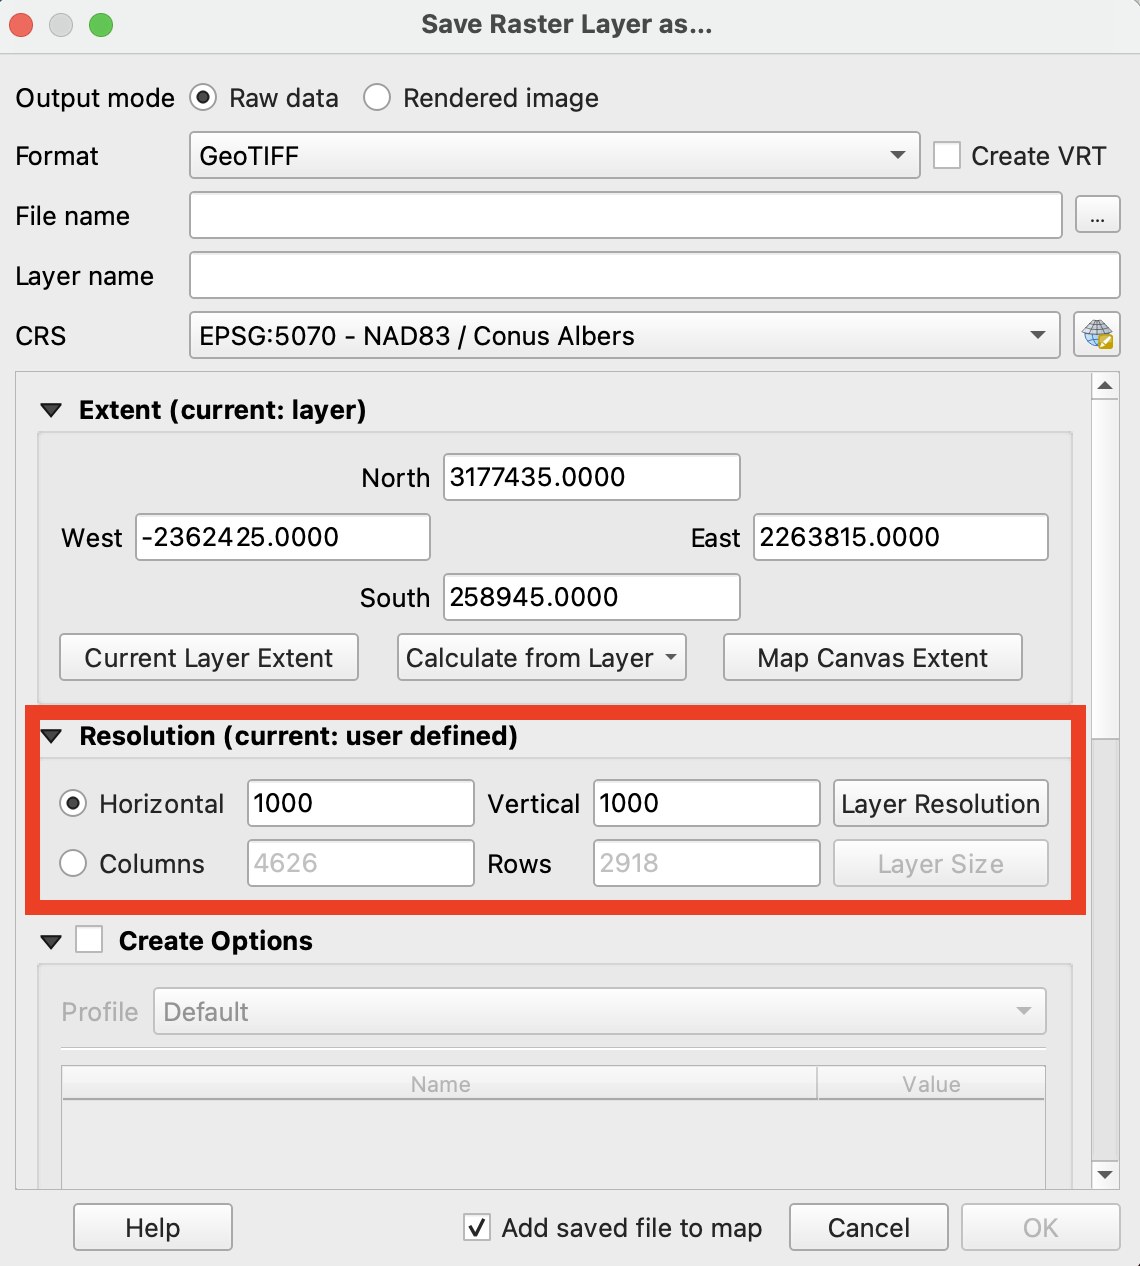 Save Raster Layer as...
Output mode Raw data Rendered image
Format GeoTIFF Create VRT
File name ...
Layer name
CRS EPSG:5070 - NAD83 / Conus Albers
Extent (current: layer)
North 3177435.0000
West -2362425.0000 East 2263815.0000
South 258945.0000
Current Layer Extent Calculate from Layer Map Canvas Extent
Resolution (current: user defined)
Horizontal 1000 Vertical 1000 Layer Resolution
Columns 4626 Rows 2918 Layer Size
Create Options
Profile Default
Name Value
Help Add saved file to map Cancel OK